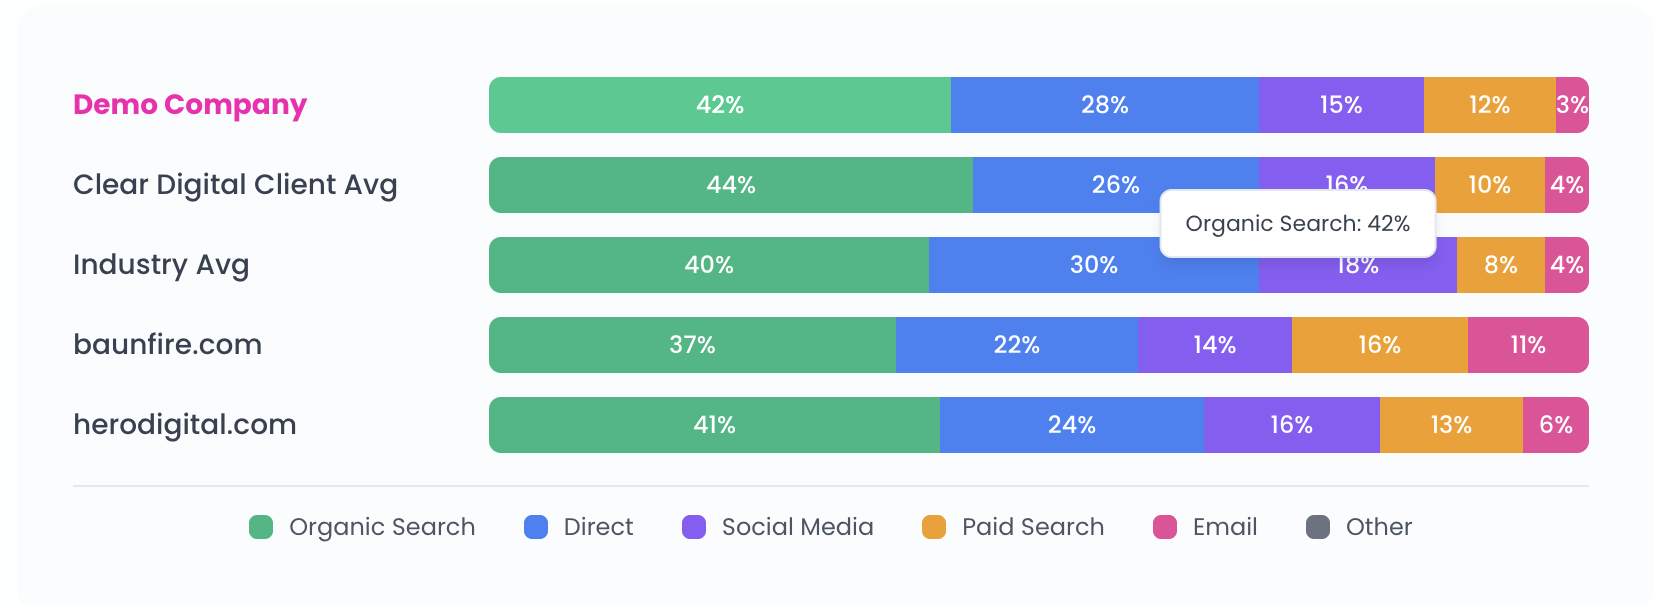 Demo Company 42% 28% 15% 12% 3%
Clear Digital Client Avg 44% 26% 16% 10% 4%
Organic Search: 42%
Industry Avg 40% 30% 18% 8% 4%
baunfire.com 37% 22% 14% 16% 11%
herodigital.com 41% 24% 16% 13% 6%
Organic Search Direct Social Media Paid Search Email Other